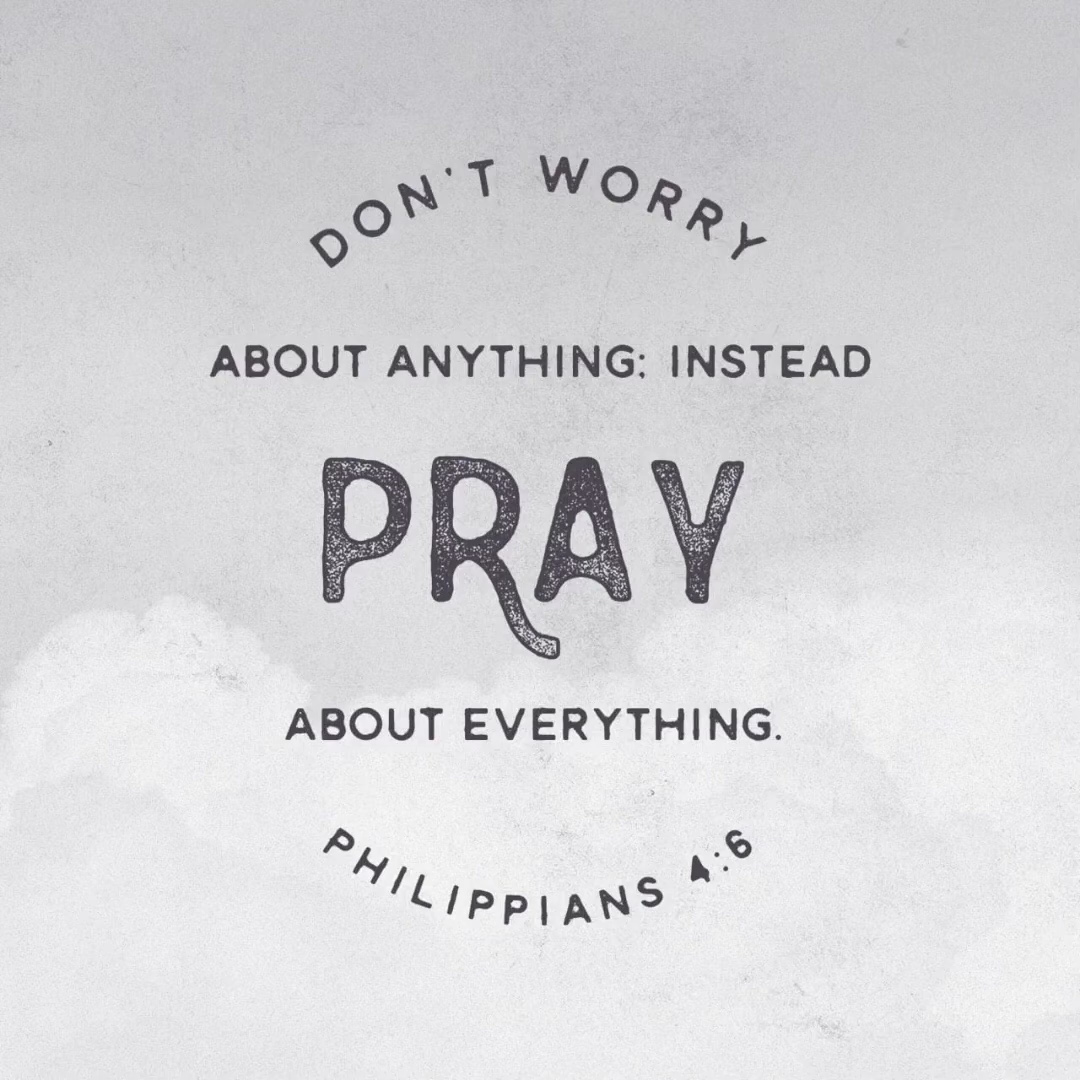 DON'T WORRY
ABOUT ANYTHING; INSTEAD
PRAY
ABOUT EVERYTHING.
PHILIPPIANS 4:6